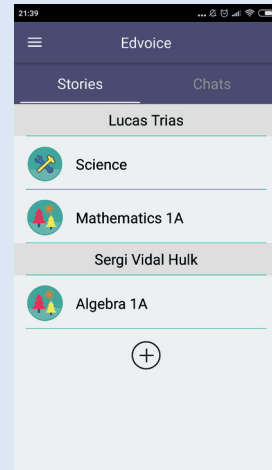 21:39
Edvoice
Stories Chats
Lucas Trias
Science
Mathematics 1A
Sergi Vidal Hulk
Algebra 1A